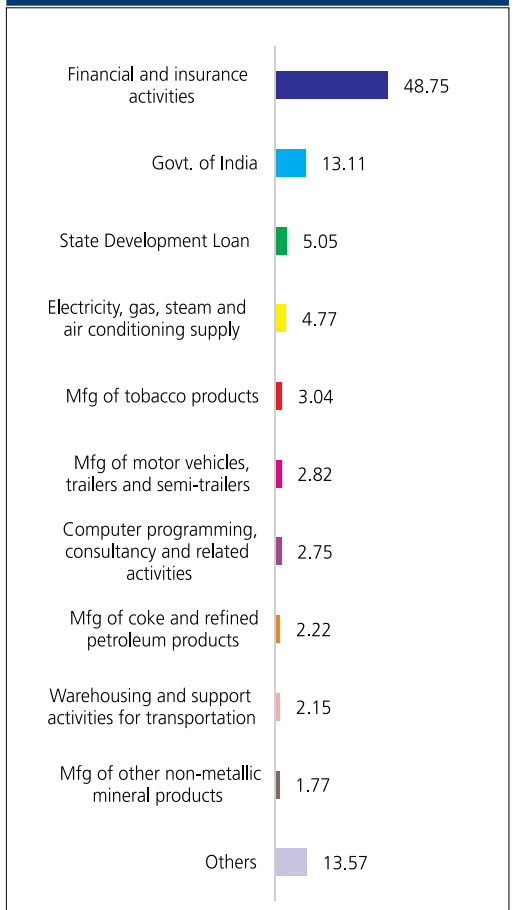 Financial and insurance
activities
48.75
Govt. of India
13.11
State Development Loan
5.05
Electricity, gas, steam and
air conditioning supply
4.77
Mfg of tobacco products
3.04
Mfg of motor vehicles,
trailers and semi-trailers
2.82
Computer programming,
consultancy and related
activities
2.75
Mfg of coke and refined
petroleum products
2.22
Warehousing and support
activities for transportation
2.15
Mfg of other non-metallic
mineral products
1.77
Others
13.57